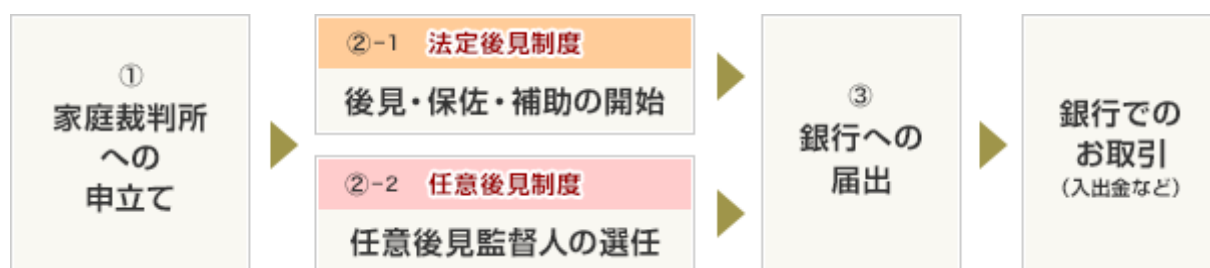 ①
家庭裁判所
への
申立て
②-1 法定後見制度
後見・保佐・補助の開始
②-2 任意後見制度
任意後見監督人の選任
③
銀行への
届出
銀行での
お取引
(入出金など)